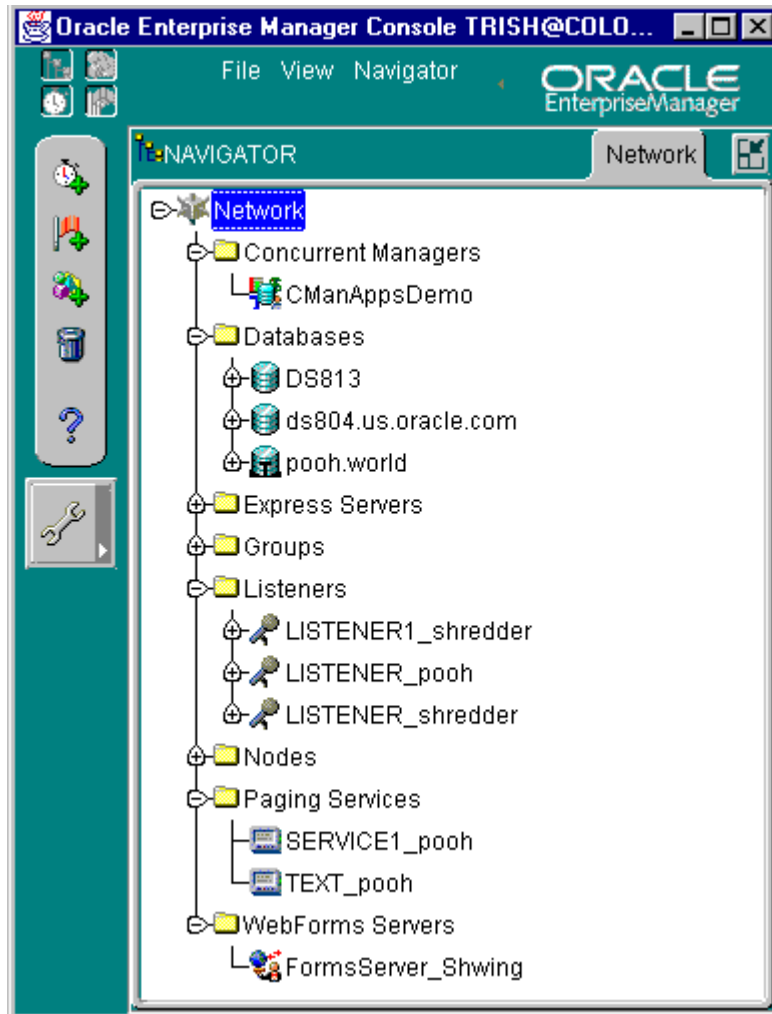 Oracle Enterprise Manager Console TRISH@COLO...
File View Navigator
ORACLE
EnterpriseManager
NAVIGATOR
Network
Network
Concurrent Managers
CManAppsDemo
Databases
DS813
ds804.us.oracle.com
pooh.world
Express Servers
Groups
Listeners
LISTENER1_shredder
LISTENER_pooh
LISTENER_shredder
Nodes
Paging Services
SERVICE1_pooh
TEXT_pooh
WebForms Servers
FormsServer_Shwing